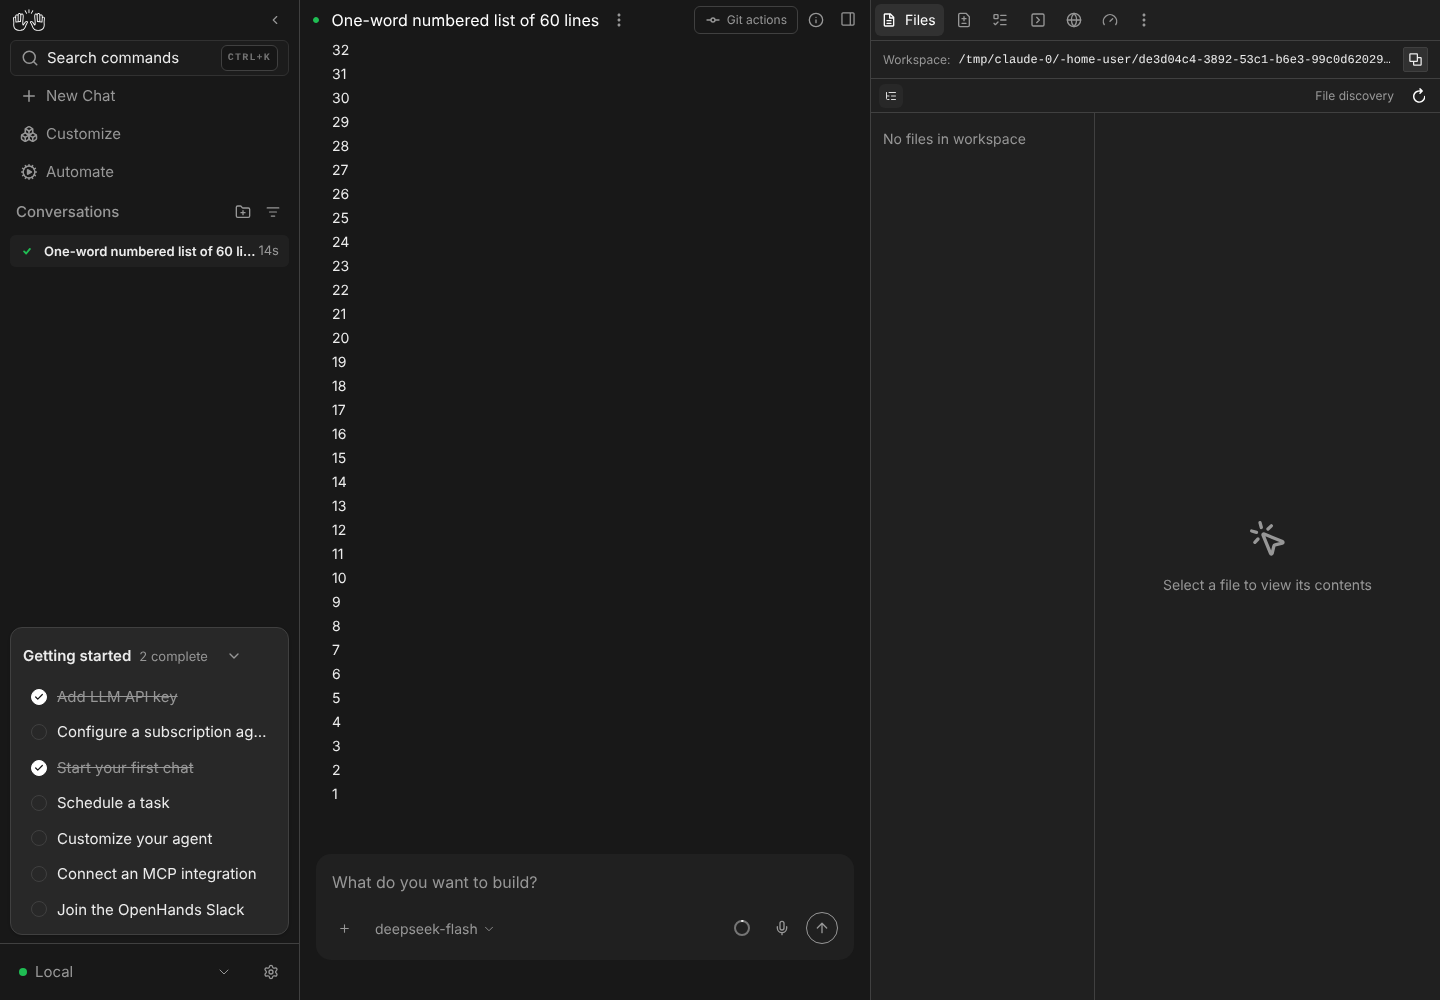 Search commands
CTRL+K
New Chat
Customize
Automate
Conversations
One-word numbered list of 60 li... 14s
Getting started 2 complete
Add LLM API key
Configure a subscription ag...
Start your first chat
Schedule a task
Customize your agent
Connect an MCP integration
Join the OpenHands Slack
Local
One-word numbered list of 60 lines
Git actions
32
31
30
29
28
27
26
25
24
23
22
21
20
19
18
17
16
15
14
13
12
11
10
9
8
7
6
5
4
3
2
1
What do you want to build?
deepseek-flash
Files
Workspace: /tmp/claude-0/-home-user/de3d04c4-3892-53c1-b6e3-99c0d62029...
File discovery
No files in workspace
Select a file to view its contents